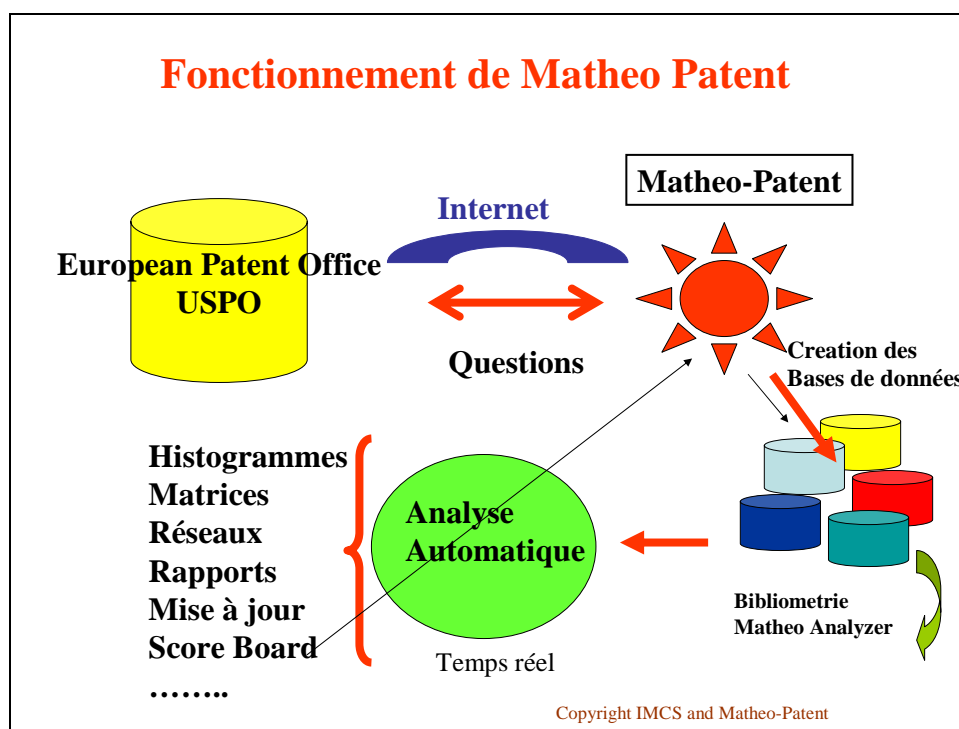 Fonctionnement de Matheo Patent
Matheo-Patent
Internet
European Patent Office
USPO
Questions
Creation des
Bases de données
Histogrammes
Matrices
Réseaux
Rapports
Mise à jour
Score Board
……..
Analyse
Automatique
Temps réel
Bibliometrie
Matheo Analyzer
Copyright IMCS and Matheo-Patent